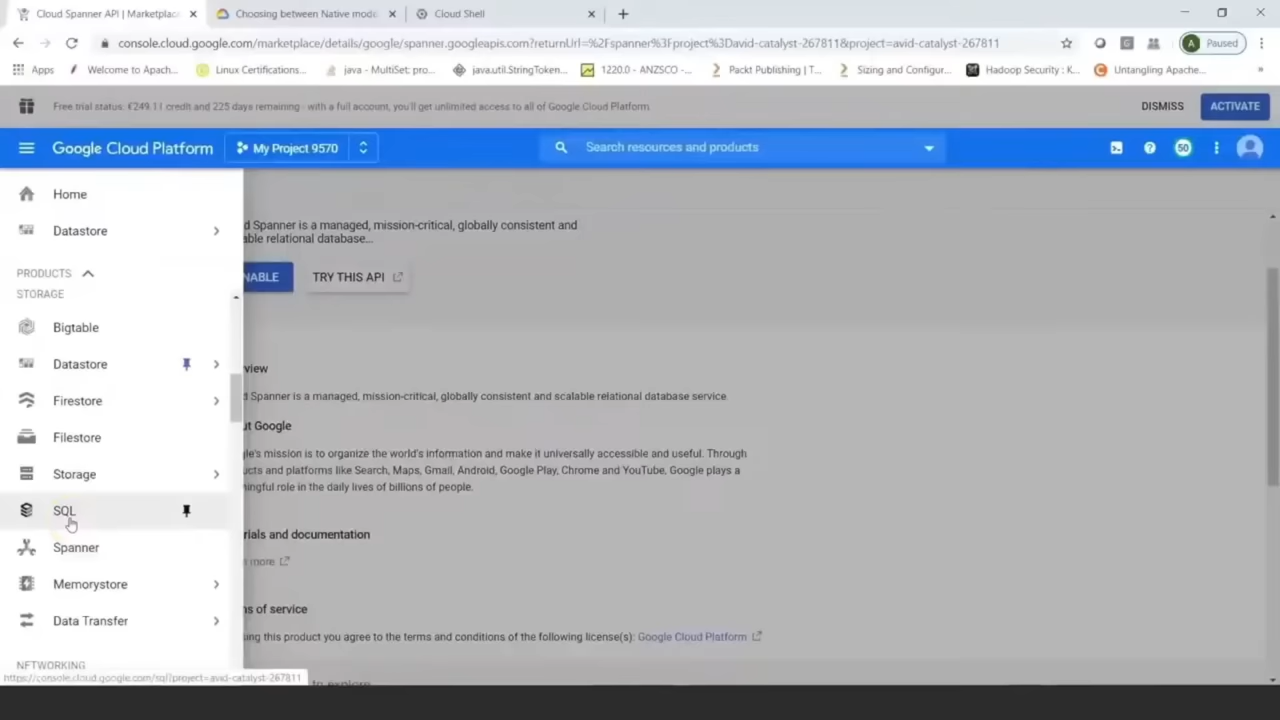 Cloud Spanner API | Marketplace
Choosing between Native mode
Cloud Shell
console.cloud.google.com/marketplace/details/google/spanner.googleapis.com?returnUrl=%2Fspanner%3Fproject%3David-catalyst-267811&project=avid-catalyst-267811
G
A
Paused
Apps
Welcome to Apach...
Linux Certifications...
java - MultiSet: pro...
java.util.StringToken...
1220.0 - ANZSCO -...
Packt Publishing | T...
Sizing and Configur...
Hadoop Security : K...
Untangling Apache...
»
Free trial status: €249.11 credit and 225 days remaining - with a full account, you'll get unlimited access to all of Google Cloud Platform.
DISMISS
ACTIVATE
Google Cloud Platform
My Project 9570
Search resources and products
50
Home
Datastore
PRODUCTS
STORAGE
Bigtable
Datastore
Firestore
Filestore
Storage
SQL
Spanner
Memorystore
Data Transfer
NETWORKING
https://console.cloud.google.com/sql?project=avid-catalyst-267811
d Spanner is a managed, mission-critical, globally consistent and
able relational database...
NABLE
TRY THIS API
view
d Spanner is a managed, mission-critical, globally consistent and scalable relational database service.
ut Google
gle's mission is to organize the world's information and make it universally accessible and useful. Through
ucts and platforms like Search, Maps, Gmail, Android, Google Play, Chrome and YouTube, Google plays a
ningful role in the daily lives of billions of people.
rials and documentation
more
ns of service
sing this product you agree to the terms and conditions of the following license(s): Google Cloud Platform
to explore